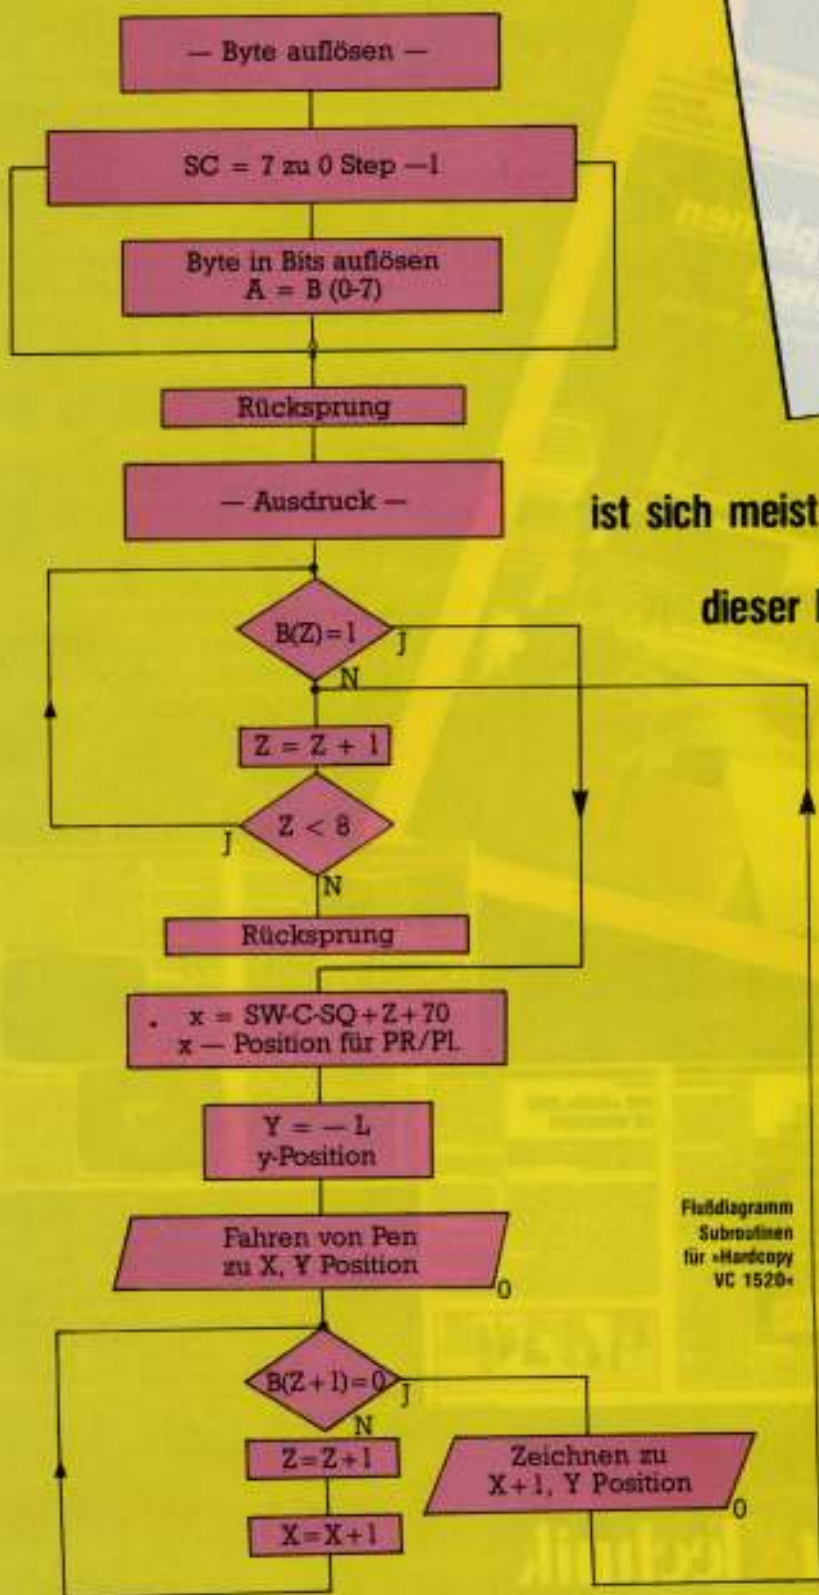 — Byte auflösen —
SC = 7 zu 0 Step —1
Byte in Bits auflösen
A = B (0-7)
Rücksprung
— Ausdruck —
ist sich meist
dieser
B(Z)=1
J
N
Z = Z + 1
Z < 8
J
N
Rücksprung
x = SW-C-SQ+Z+70
x — Position für PR/Pl.
Y = — L
y-Position
Fahren von Pen
zu X, Y Position
0
Flußdiagramm
Subroutinen
für »Hardcopy
VC 1520«
B(Z+1)=0
J
N
Z=Z+1
X=X+1
Zeichnen zu
X+1, Y Position
0